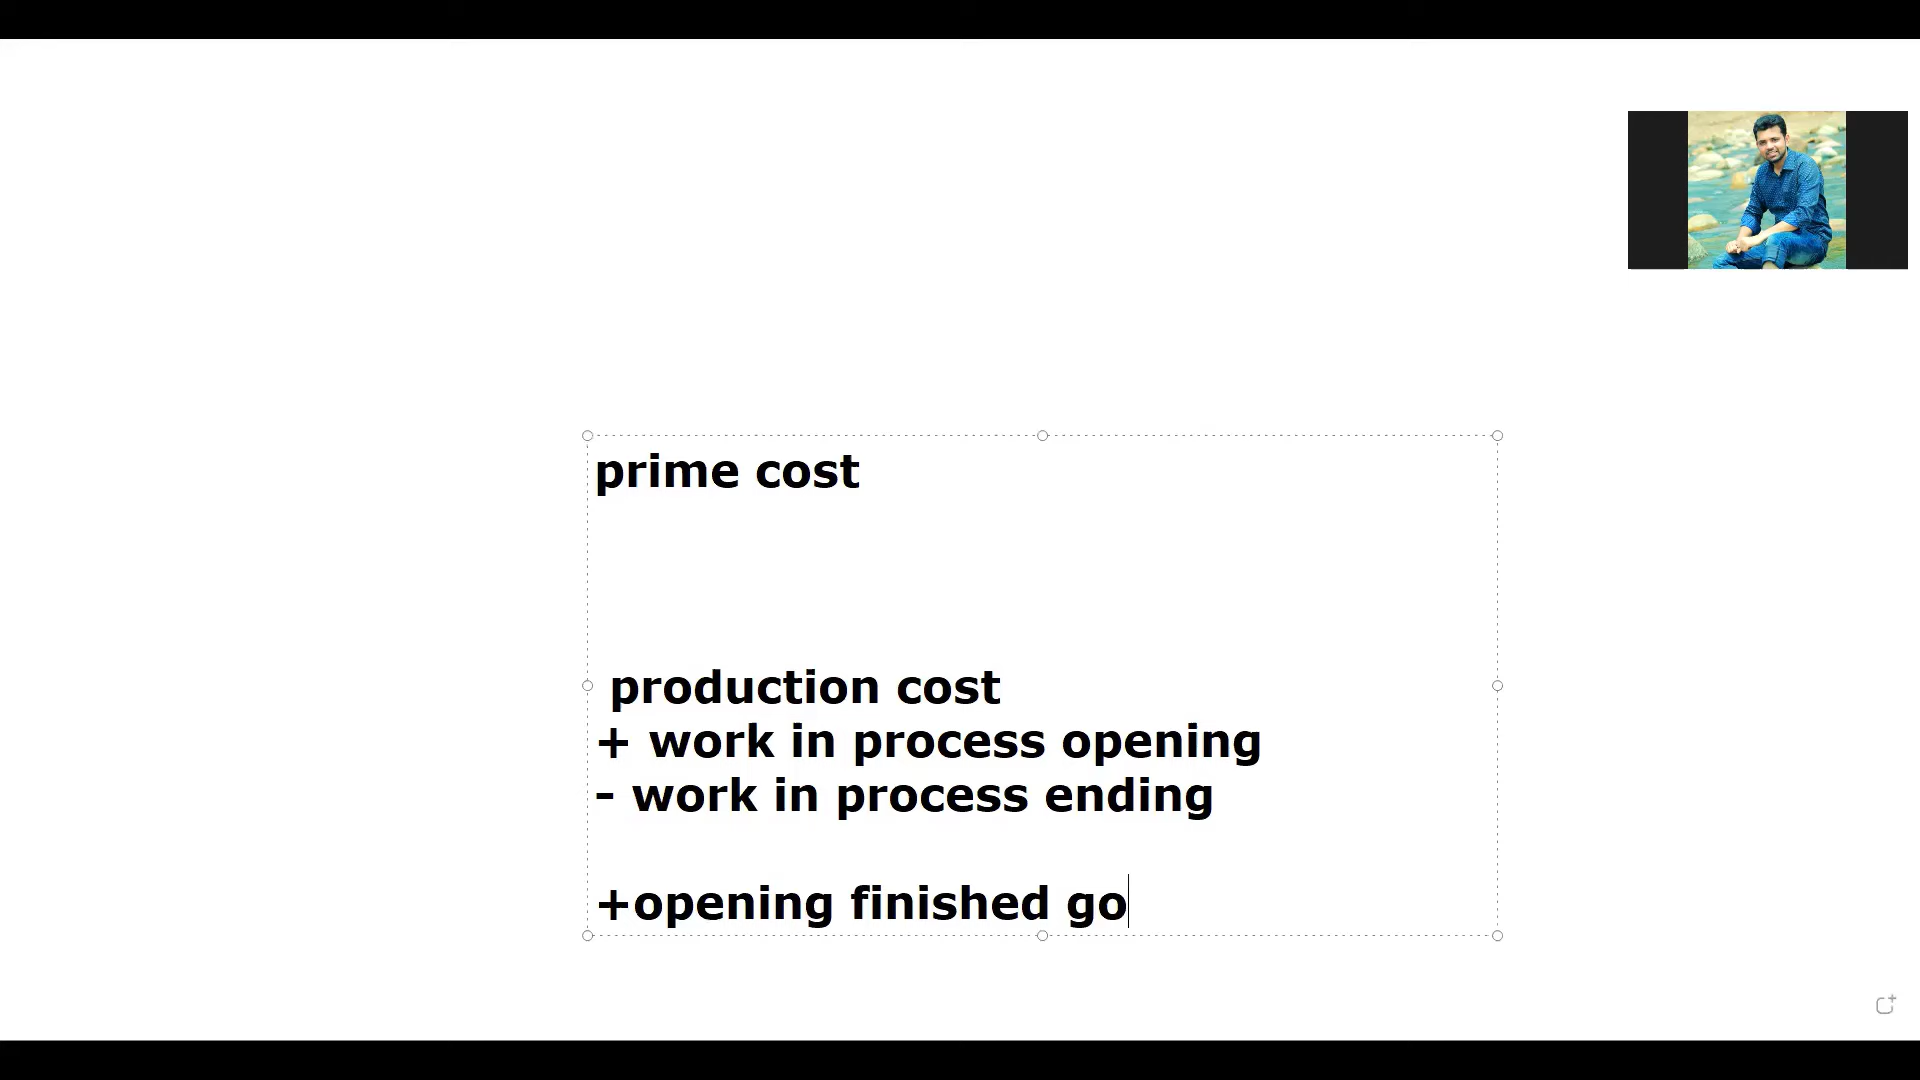 prime cost
production cost
+ work in process opening
- work in process ending
+opening finished go